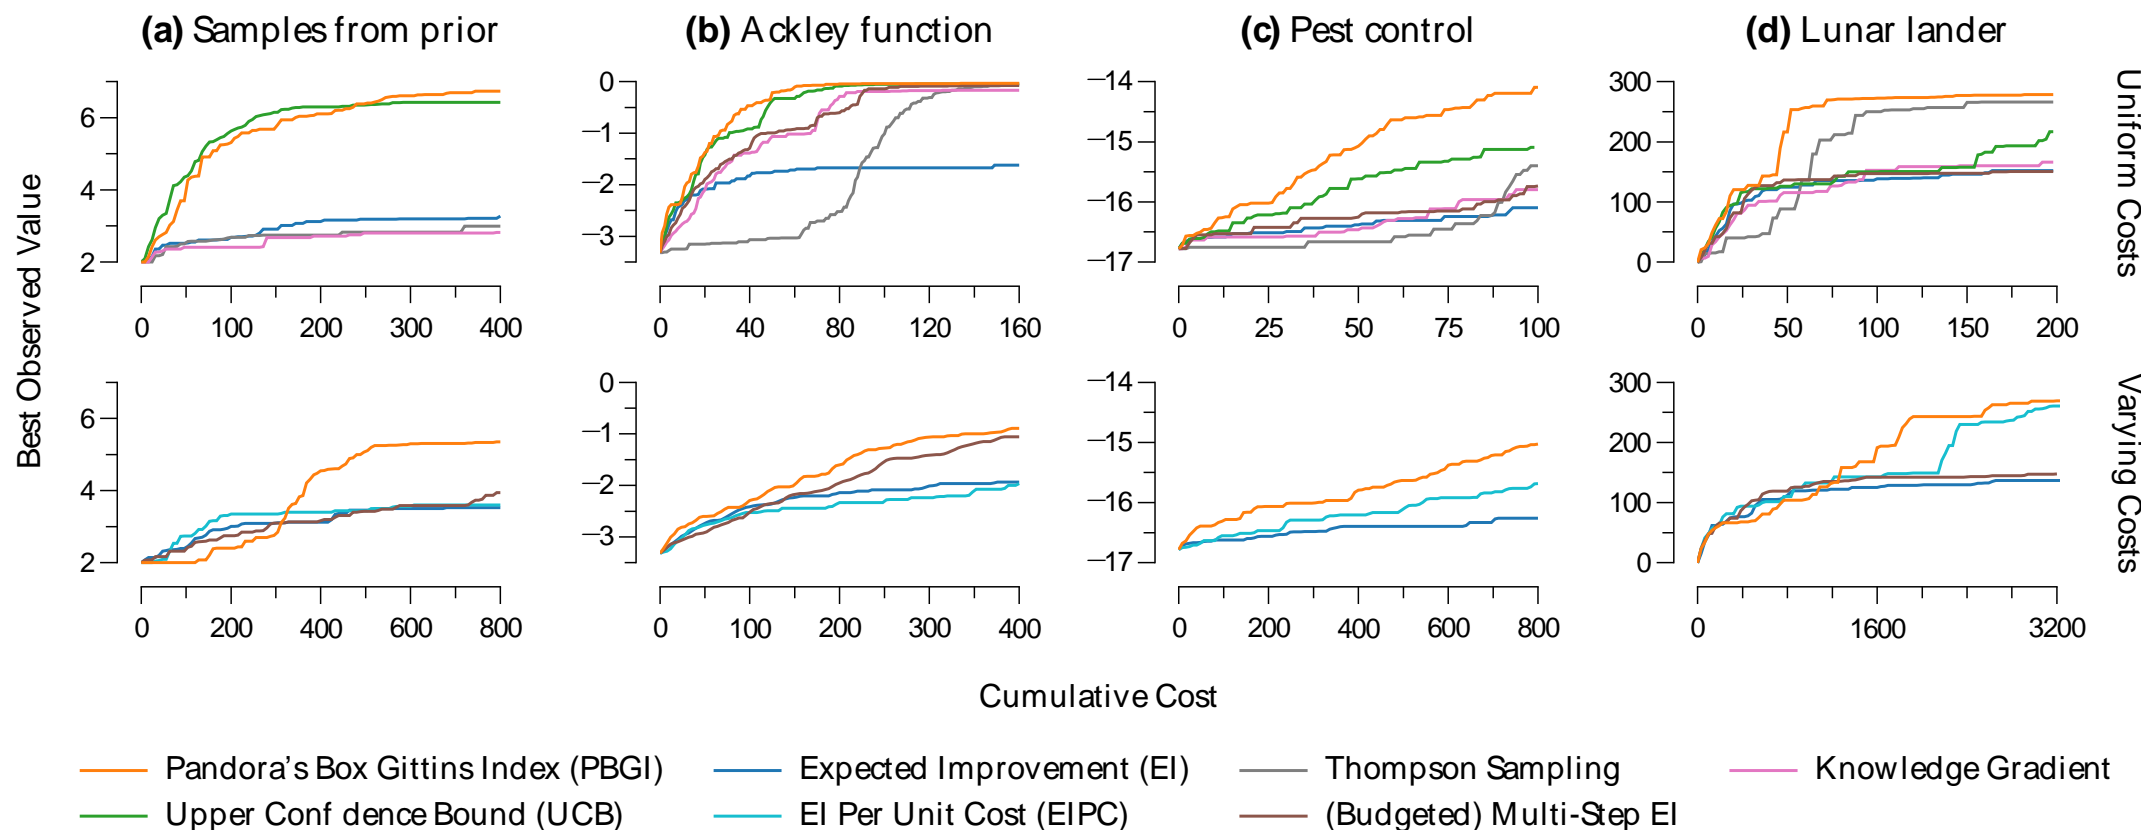 (a) Samples from prior
(b) Ackley function
(c) Pest control
(d) Lunar lander
Best Observed Value
6
4
2
0 100 200 300 400
0
−1
−2
−3
0 40 80 120 160
−14
−15
−16
−17
0 25 50 75 100
300
200
100
0
0 50 100 150 200
Uniform Costs
6
4
2
0 200 400 600 800
0
−1
−2
−3
0 100 200 300 400
−14
−15
−16
−17
0 200 400 600 800
300
200
100
0
0 1600 3200
Varying Costs
Cumulative Cost
Pandora’s Box Gittins Index (PBGI)
Expected Improvement (EI)
Thompson Sampling
Knowledge Gradient
Upper Conf dence Bound (UCB)
EI Per Unit Cost (EIPC)
(Budgeted) Multi-Step EI